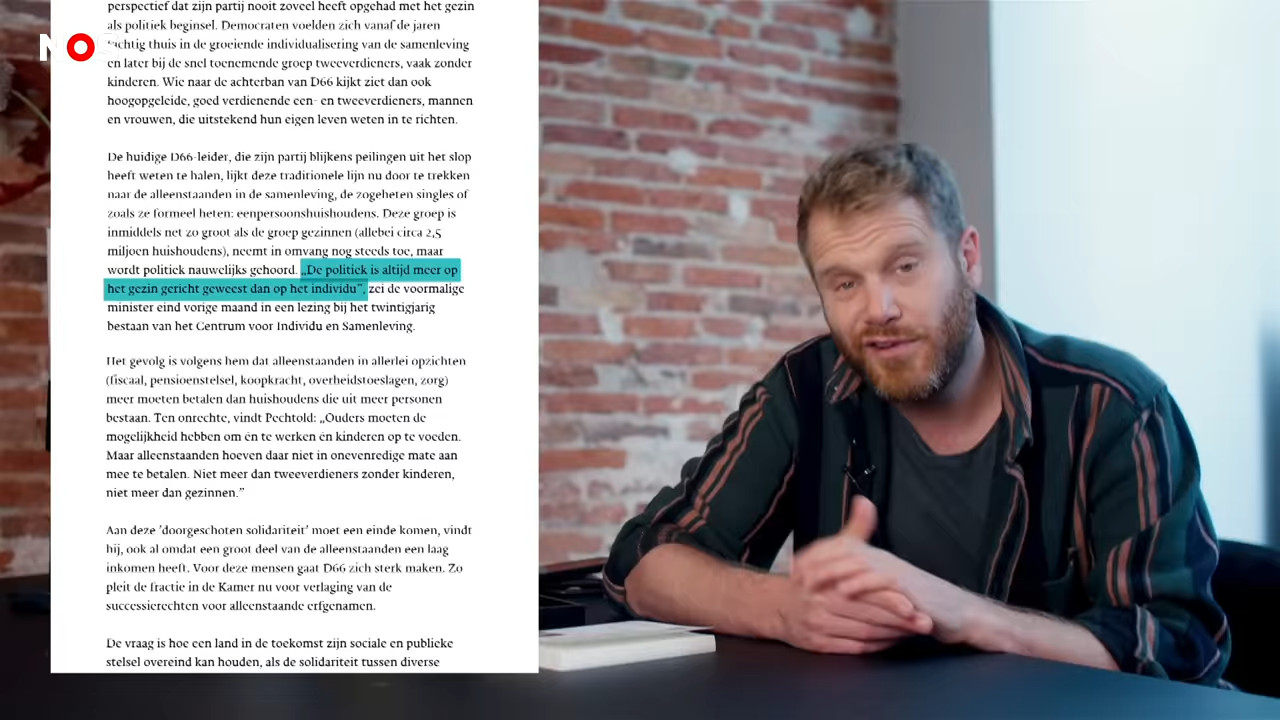 NOS
perspectief dat zijn partij nooit zoveel heeft opgehad met het gezin
als politiek beginsel. Democraten voelden zich vanaf de jaren
tachtig thuis in de groeiende individualisering van de samenleving
en later bij de snel toenemende groep tweeverdieners, vaak zonder
kinderen. Wie naar de achterban van D66 kijkt ziet dan ook
hoogopgeleide, goed verdienende een- en tweeverdieners, mannen
en vrouwen, die uitstekend hun eigen leven weten in te richten.
De huidige D66-leider, die zijn partij blijkens peilingen uit het slop
heeft weten te halen, lijkt deze traditionele lijn nu door te trekken
naar de alleenstaanden in de samenleving, de zogeheten singles of
zoals ze formeel heten: eenpersoonshuishoudens. Deze groep is
inmiddels net zo groot als de groep gezinnen (allebei circa 2,5
miljoen huishoudens), neemt in omvang nog steeds toe, maar
wordt politiek nauwelijks gehoord. „De politiek is altijd meer op
het gezin gericht geweest dan op het individu”, zei de voormalige
minister eind vorige maand in een lezing bij het twintigjarig
bestaan van het Centrum voor Individu en Samenleving.
Het gevolg is volgens hem dat alleenstaanden in allerlei opzichten
(fiscaal, pensioenstelsel, koopkracht, overheidstoeslagen, zorg)
meer moeten betalen dan huishoudens die uit meer personen
bestaan. Ten onrechte, vindt Pechtold: „Ouders moeten de
mogelijkheid hebben om én te werken én kinderen op te voeden.
Maar alleenstaanden hoeven daar niet in onevenredige mate aan
mee te betalen. Niet meer dan tweeverdieners zonder kinderen,
niet meer dan gezinnen.”
Aan deze 'doorgeschoten solidariteit' moet een einde komen, vindt
hij, ook al omdat een groot deel van de alleenstaanden een laag
inkomen heeft. Voor deze mensen gaat D66 zich sterk maken. Zo
pleit de fractie in de Kamer nu voor verlaging van de
successierechten voor alleenstaande erfgenamen.
De vraag is hoe een land in de toekomst zijn sociale en publieke
stelsel overeind kan houden, als de solidariteit tussen diverse